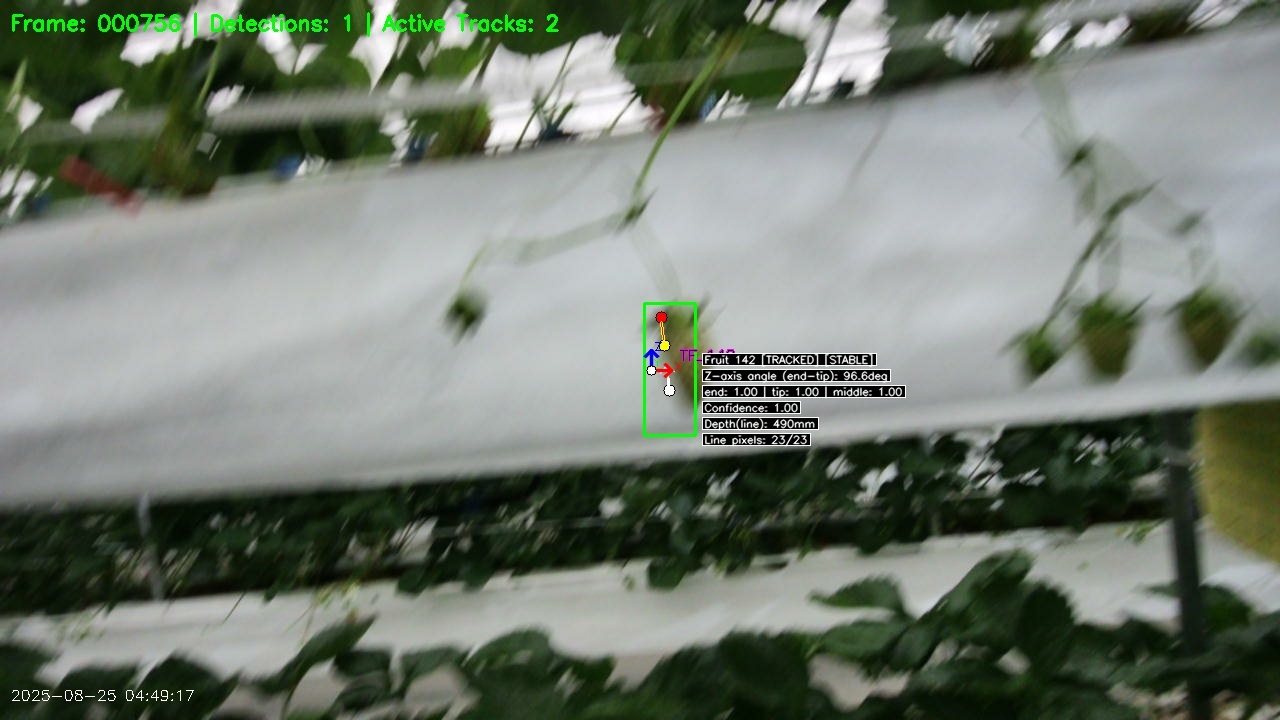 Frame: 000756 | Detections: 1 | Active Tracks: 2
Fruit 142 [TRACKED] [STABLE]
Z-axis angle (end-tip): 96.6deg
end: 1.00 | tip: 1.00 | middle: 1.00
Confidence: 1.00
Depth(line): 490mm
Line pixels: 23/23
2025-08-25 04:49:17